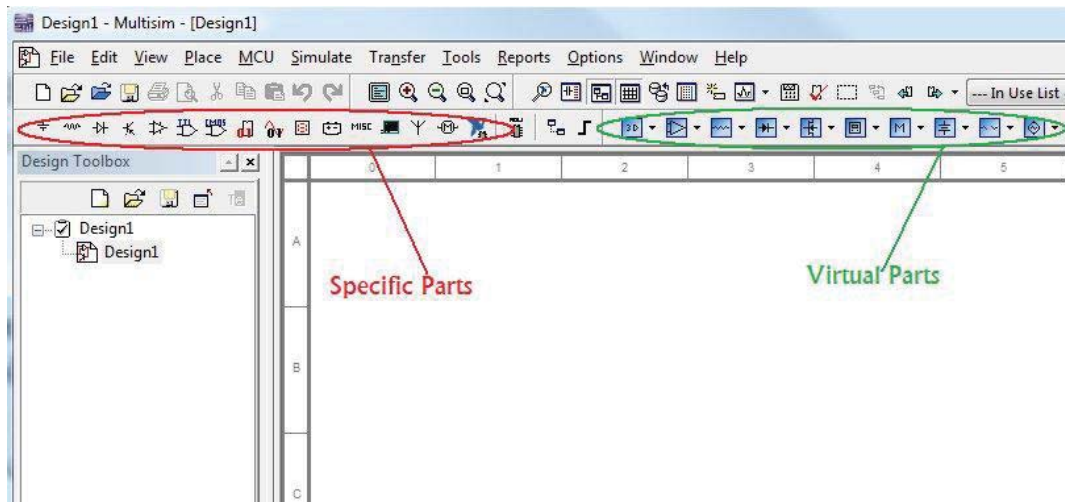 Design1 - Multisim - [Design1]
File Edit View Place MCU Simulate Transfer Tools Reports Options Window Help
--- In Use List
MISC
3D
M
Design Toolbox
0 1 2 3 4 5
Design1
Design1
A
Specific Parts
Virtual Parts
B
C